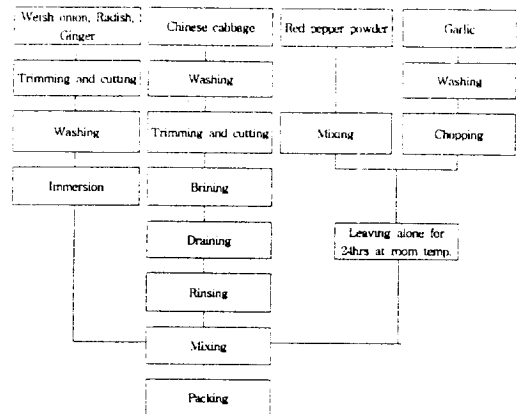 Welsh onion, Radish,
Ginger
Chinese cabbage
Red pepper powder
Garlic
Trimming and cutting
Washing
Washing
Washing
Trimming and cutting
Mixing
Chopping
Immersion
Brining
Draining
Leaving alone for
24hrs at room temp.
Rinsing
Mixing
Packing